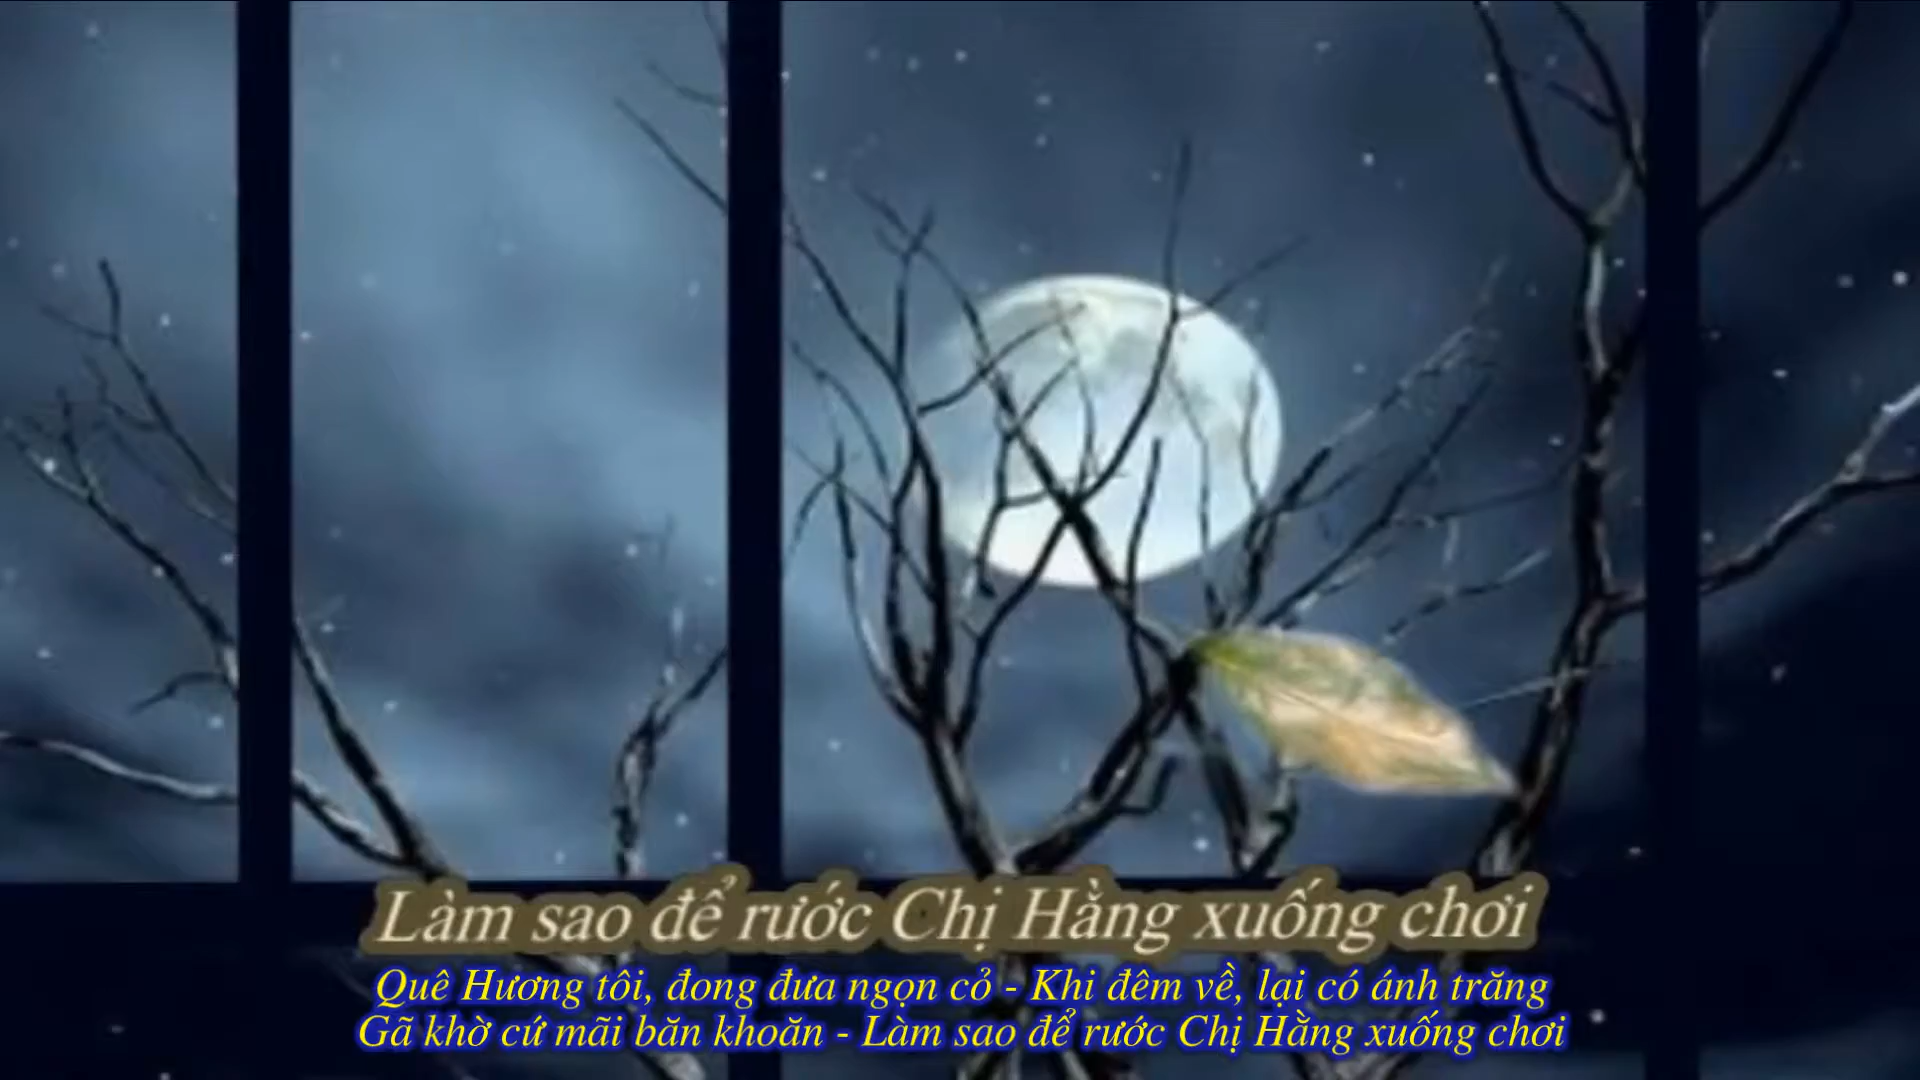 Làm sao để rước Chị Hằng xuống chơi
Quê Hương tôi, đong đưa ngọn cỏ - Khi đêm về, lại có ánh trăng
Gã khờ cứ mãi băn khoăn - Làm sao để rước Chị Hằng xuống chơi